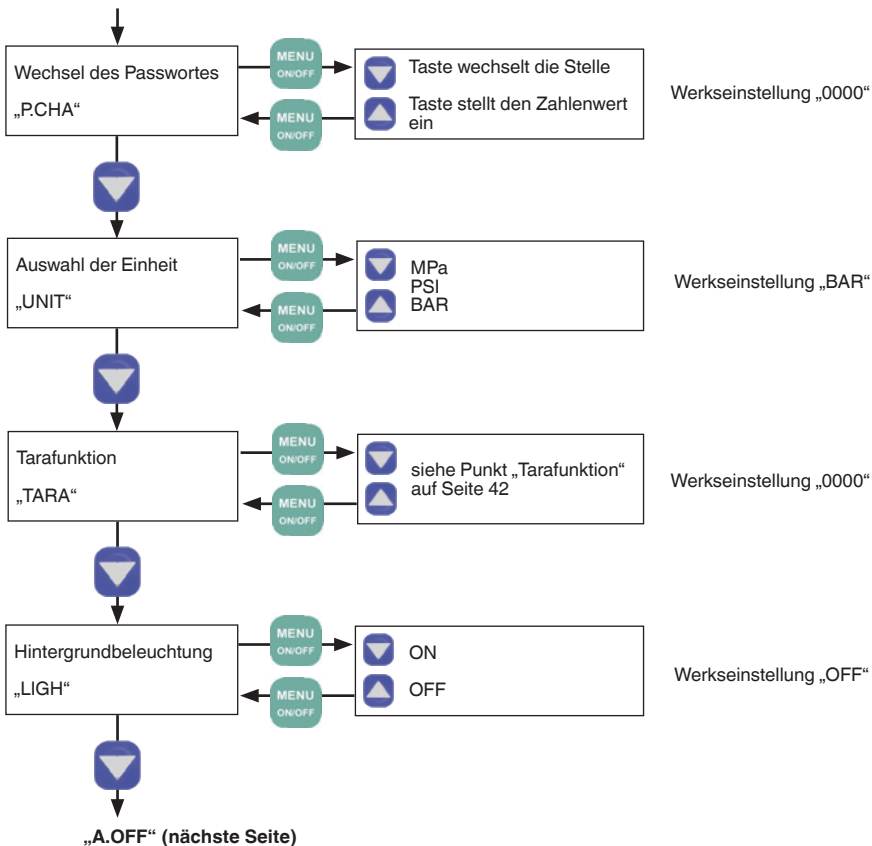 MENU
ON/OFF
Wechsel des Passwortes
„P.CHA“
Taste wechselt die Stelle
Taste stellt den Zahlenwert
ein
MENU
ON/OFF
Werkseinstellung „0000“
MENU
ON/OFF
Auswahl der Einheit
„UNIT“
MPa
PSI
BAR
MENU
ON/OFF
Werkseinstellung „BAR“
MENU
ON/OFF
Tarafunktion
„TARA“
siehe Punkt „Tarafunktion“
auf Seite 42
MENU
ON/OFF
Werkseinstellung „0000“
MENU
ON/OFF
Hintergrundbeleuchtung
„LIGH“
ON
OFF
MENU
ON/OFF
Werkseinstellung „OFF“
„A.OFF“ (nächste Seite)